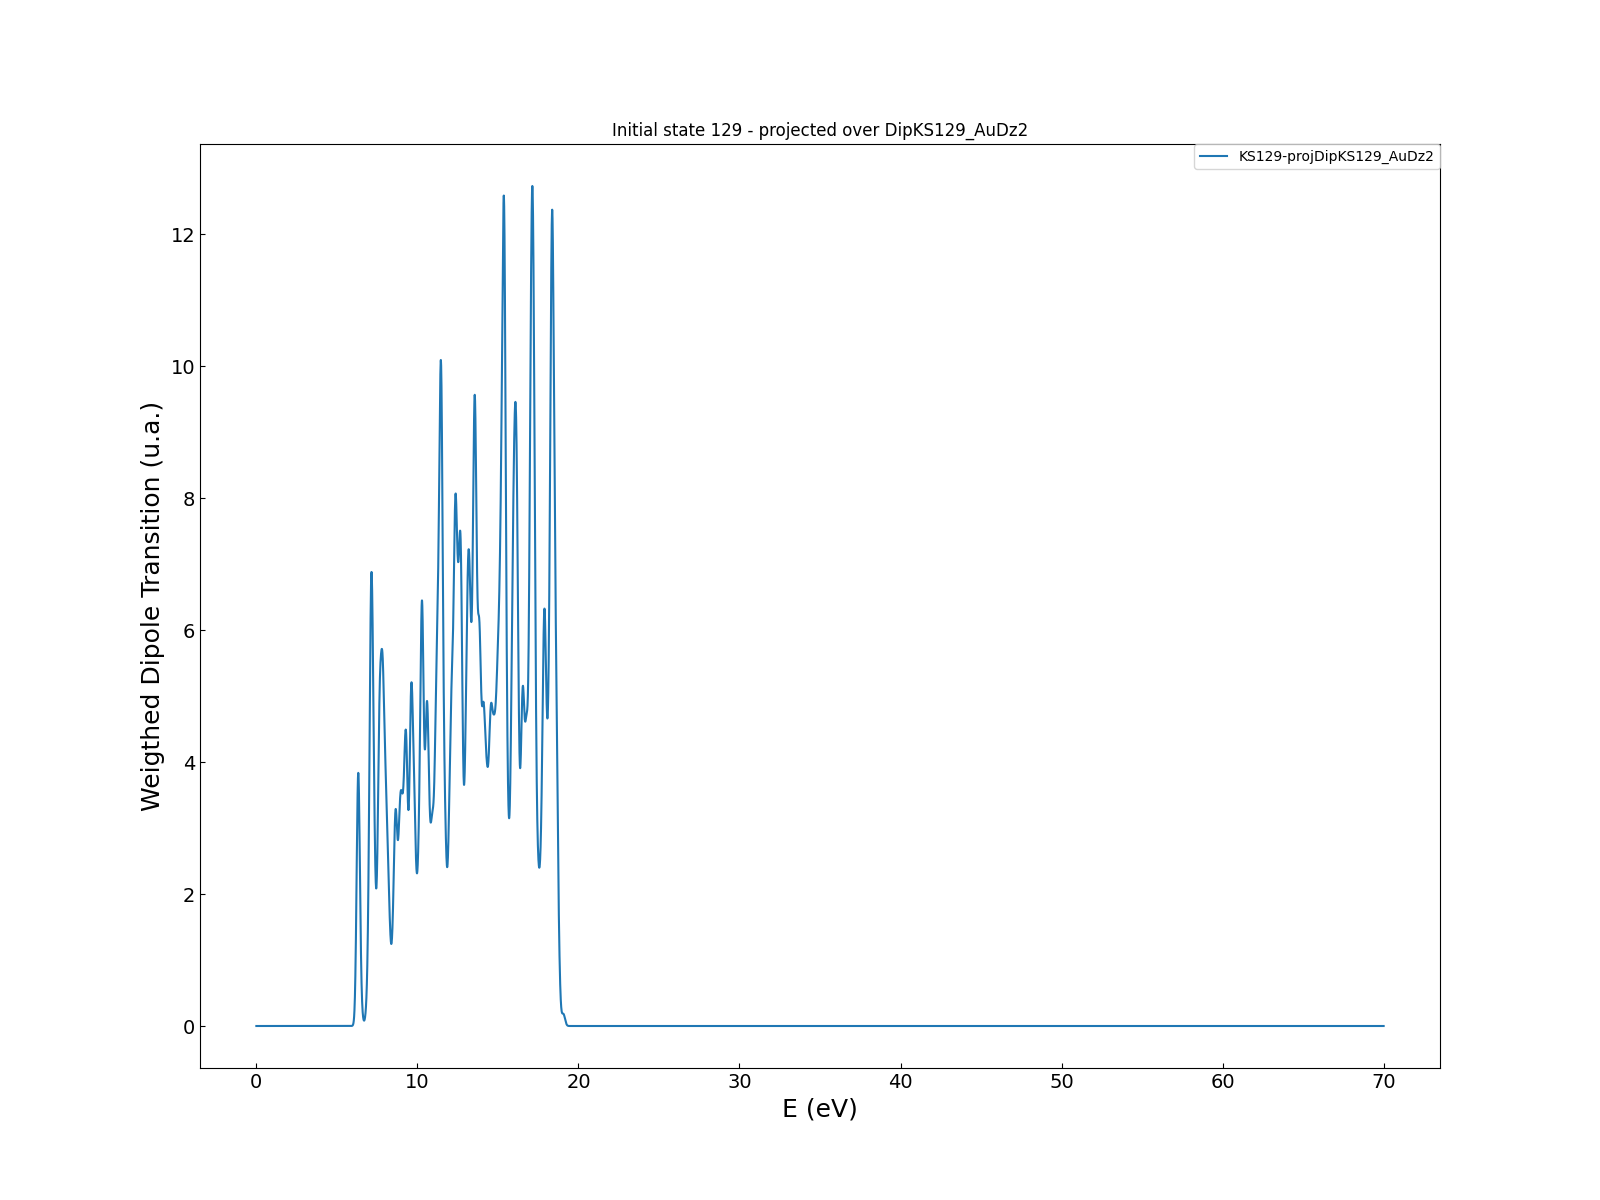 Initial state 129 - projected over DipKS129_AuDz2
KS129-projDipKS129_AuDz2
Weigthed Dipole Transition (u.a.)
12
10
8
6
4
2
0
0 10 20 30 40 50 60 70
E (eV)